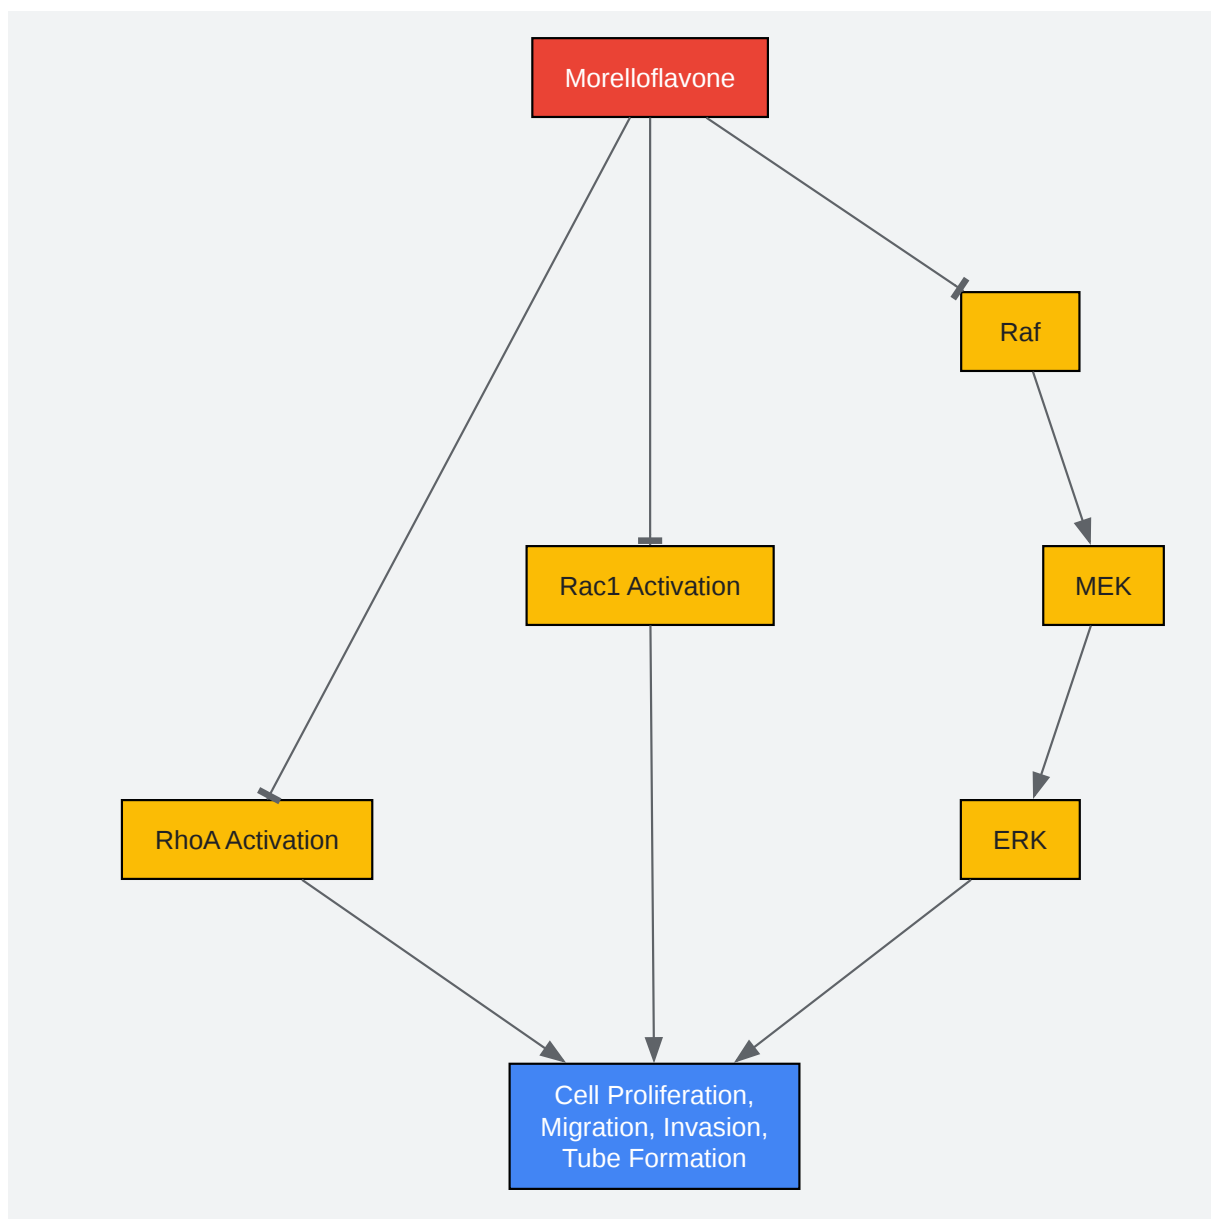 Morelloflavone
Raf
Rac1 Activation
MEK
RhoA Activation
ERK
Cell Proliferation,
Migration, Invasion,
Tube Formation